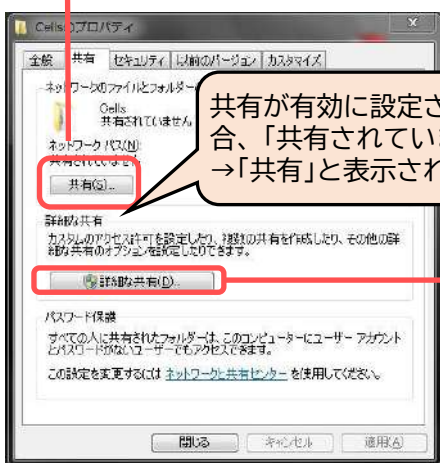 Cellsのプロパティ
全般 共有 セキュリティ 以前のバージョン カスタマイズ
ネットワークのファイルとフォルダーの
Cells
共有されていません
ネットワーク パス(N):
共有されていません
共有(S)...
共有が有効に設定さ
合、「共有されてい
→「共有」と表示され
詳細な共有
カスタムのアクセス許可を設定したり、複数の共有を作成したり、その他の詳
細な共有のオプションを設定したりできます。
詳細な共有(D)...
パスワード保護
すべての人に共有されたフォルダーは、このコンピューターにユーザー アカウント
とパスワードがないユーザーでもアクセスできます。
この設定を変更するには ネットワークと共有センター を使用してください。
閉じる キャンセル 適用(A)